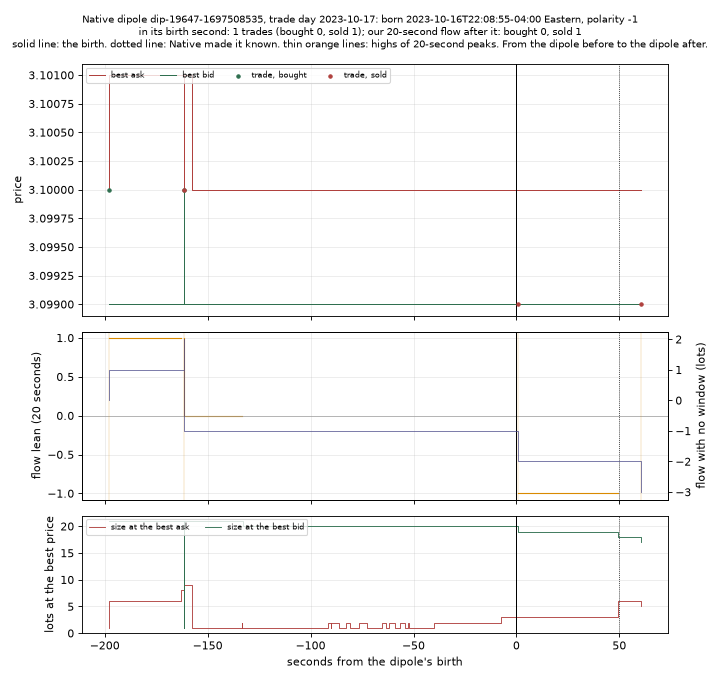 Native dipole dip-19647-1697508535, trade day 2023-10-17: born 2023-10-16T22:08:55-04:00 Eastern, polarity -1
in its birth second: 1 trades (bought 0, sold 1); our 20-second flow after it: bought 0, sold 1
solid line: the birth. dotted line: Native made it known. thin orange lines: highs of 20-second peaks. From the dipole before to the dipole after.
best ask
best bid
trade, bought
trade, sold
3.10100
3.10075
3.10050
3.10025
3.10000
3.09975
3.09950
3.09925
3.09900
price
1.0
0.5
0.0
−0.5
−1.0
flow lean (20 seconds)
2
1
0
−1
−2
−3
flow with no window (lots)
size at the best ask
size at the best bid
20
15
10
5
0
lots at the best price
−200
−150
−100
−50
0
50
seconds from the dipole's birth